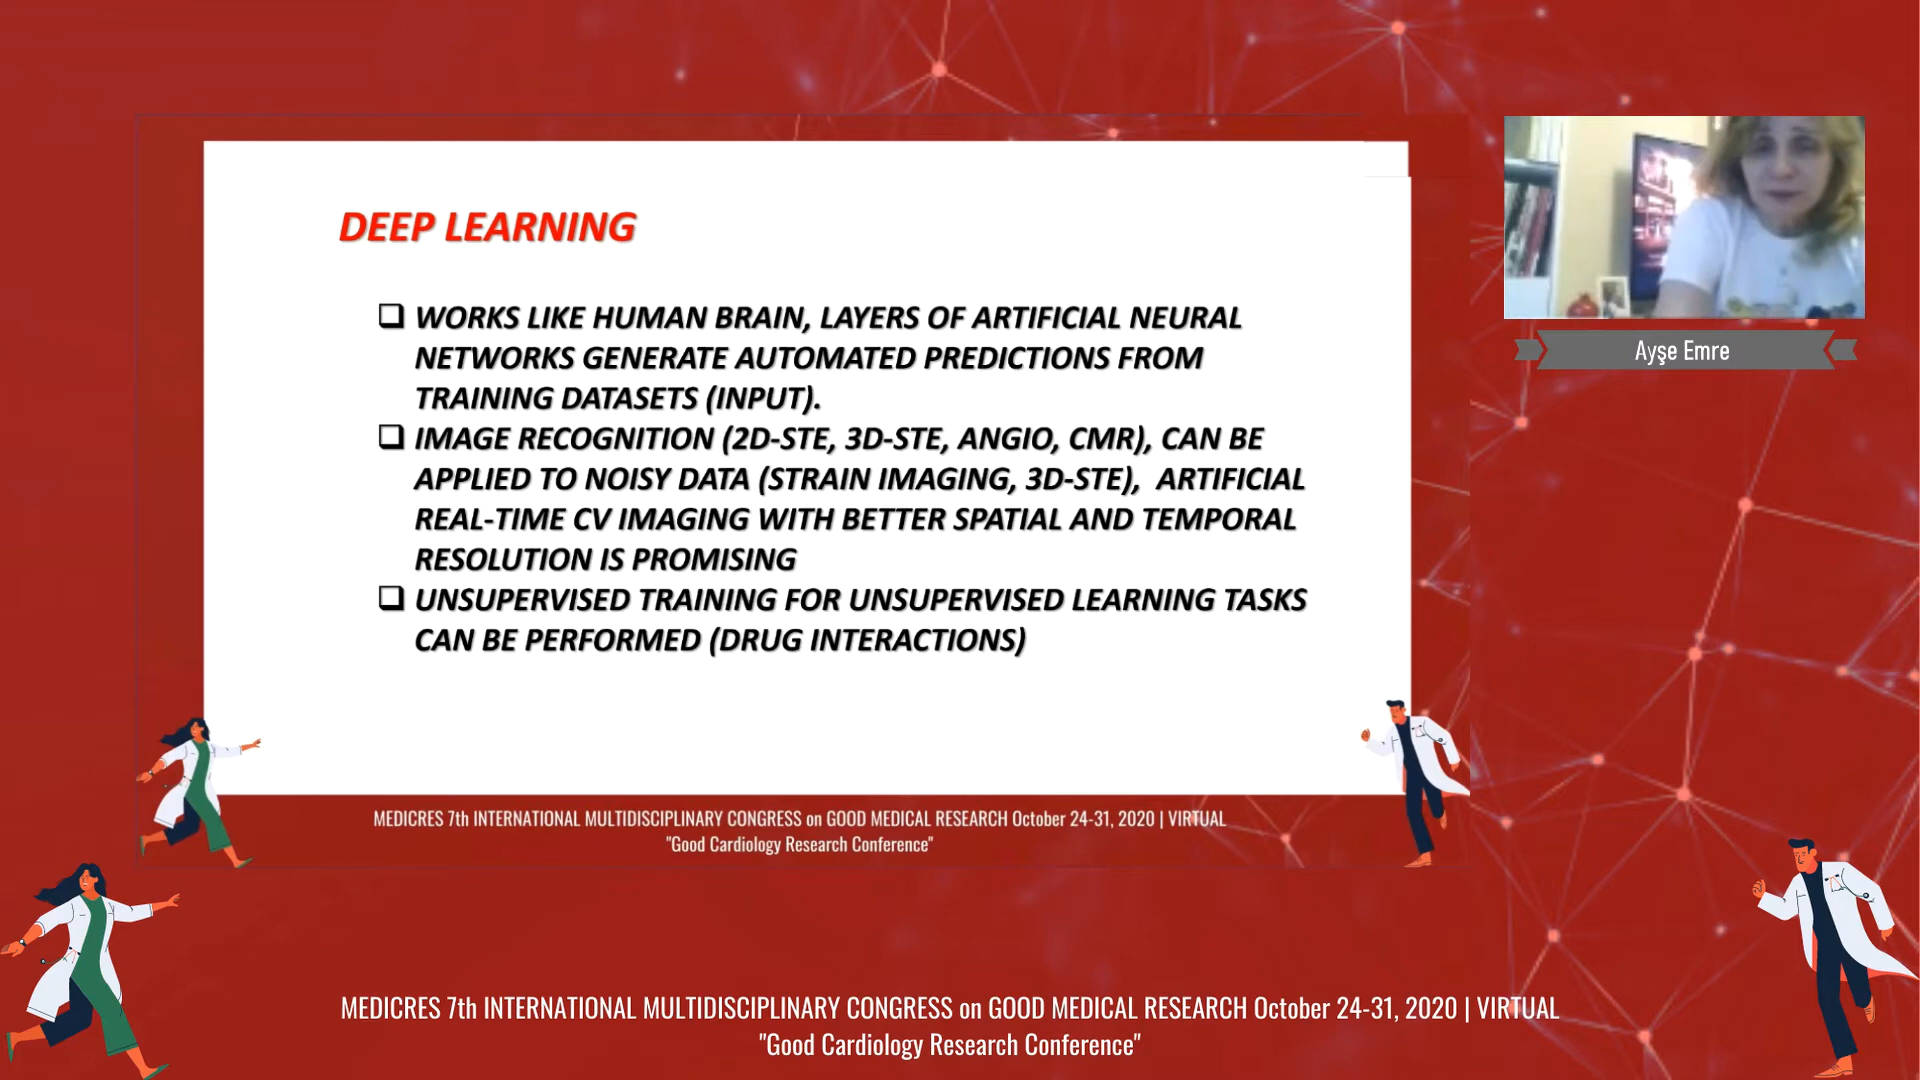 DEEP LEARNING
WORKS LIKE HUMAN BRAIN, LAYERS OF ARTIFICIAL NEURAL
NETWORKS GENERATE AUTOMATED PREDICTIONS FROM
TRAINING DATASETS (INPUT).
IMAGE RECOGNITION (2D-STE, 3D-STE, ANGIO, CMR), CAN BE
APPLIED TO NOISY DATA (STRAIN IMAGING, 3D-STE), ARTIFICIAL
REAL-TIME CV IMAGING WITH BETTER SPATIAL AND TEMPORAL
RESOLUTION IS PROMISING
UNSUPERVISED TRAINING FOR UNSUPERVISED LEARNING TASKS
CAN BE PERFORMED (DRUG INTERACTIONS)
MEDICRES 7th INTERNATIONAL MULTIDISCIPLINARY CONGRESS on GOOD MEDICAL RESEARCH October 24-31, 2020 | VIRTUAL
"Good Cardiology Research Conference"
Ayşe Emre
MEDICRES 7th INTERNATIONAL MULTIDISCIPLINARY CONGRESS on GOOD MEDICAL RESEARCH October 24-31, 2020 | VIRTUAL
"Good Cardiology Research Conference"